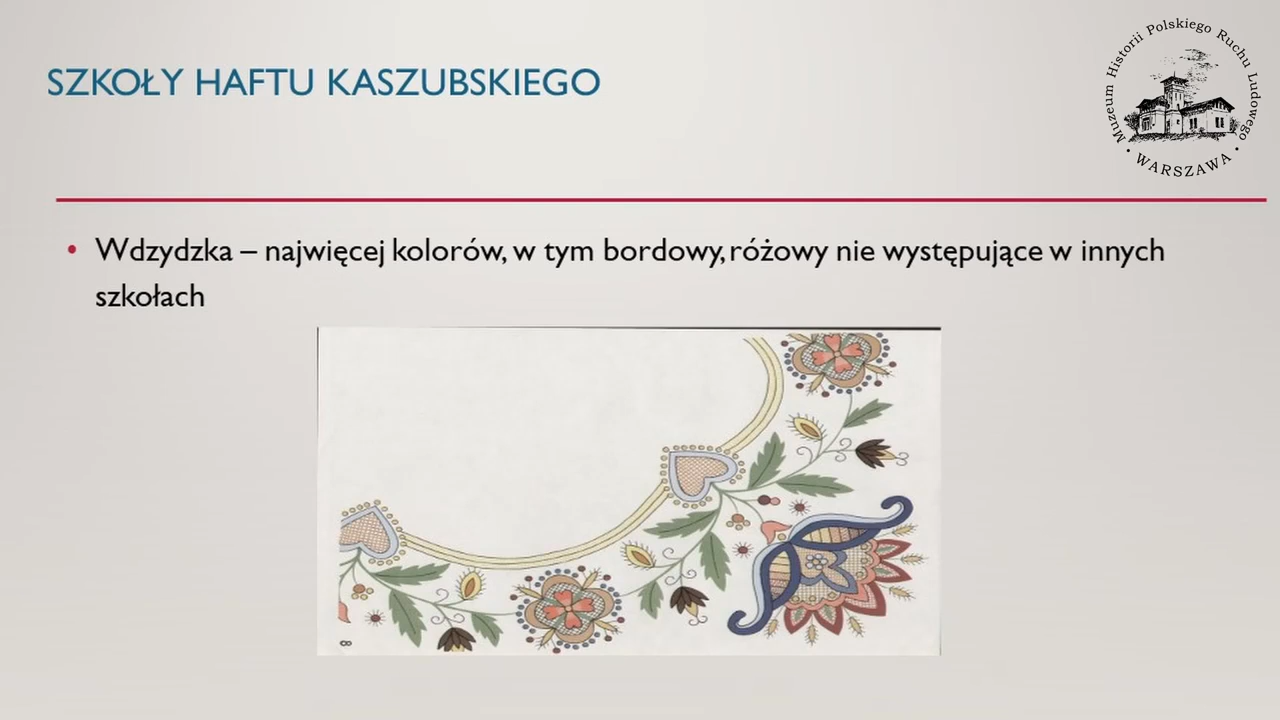 SZKOŁY HAFTU KASZUBSKIEGO
Muzeum Historii Polskiego Ruchu Ludowego
• WARSZAWA •
• Wdzydzka – najwięcej kolorów, w tym bordowy, różowy nie występujące w innych
szkołach
8